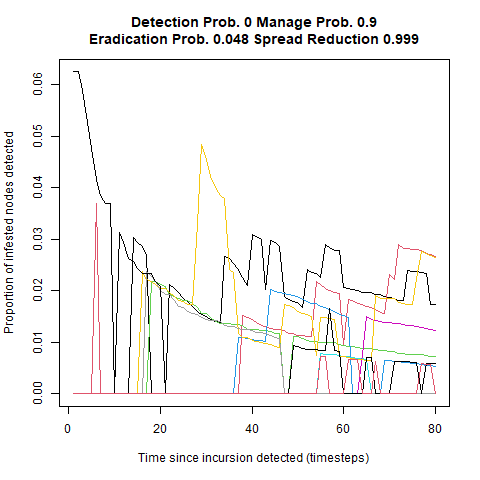 Detection Prob. 0 Manage Prob. 0.9
Eradication Prob. 0.048 Spread Reduction 0.999
Proportion of infested nodes detected
0.06
0.05
0.04
0.03
0.02
0.01
0.00
0 20 40 60 80
Time since incursion detected (timesteps)